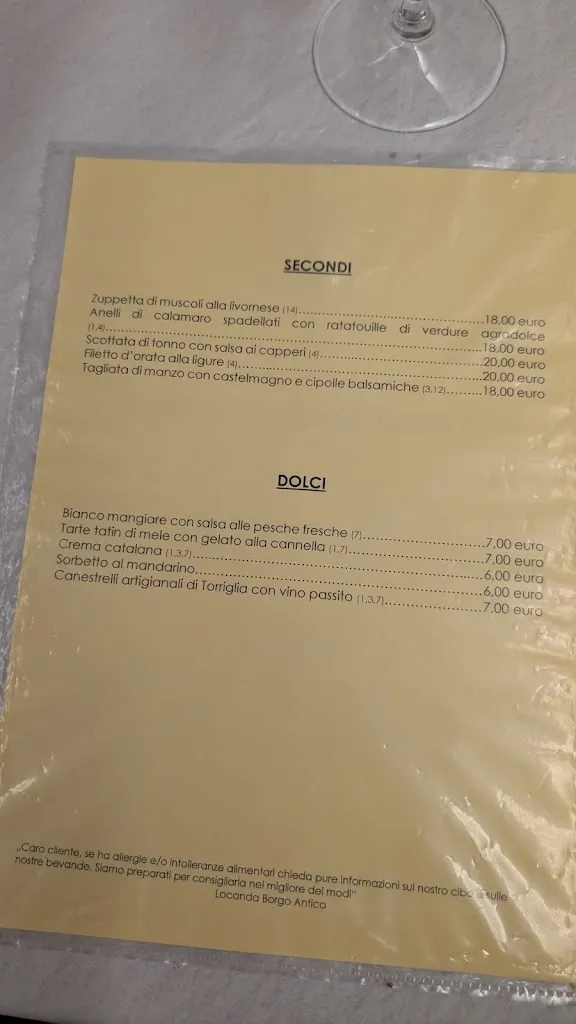 SECONDI
Zuppetta di muscoli alla livornese (14)..........................................18,00 euro
Anelli di calamaro spadellati con ratatouille di verdure agrodolce
(1,4)..........................................................................................18,00 euro
Scottata di tonno con salsa ai capperi (4).......................................20,00 euro
Filetto d'orata alla ligure (4)..........................................................20,00 euro
Tagliata di manzo con castelmagno e cipolle balsamiche (3,12).........18,00 euro
DOLCI
Bianco mangiare con salsa alle pesche fresche (7)...........................7,00 euro
Tarte tatin di mele con gelato alla cannella (1,7)..............................7,00 euro
Crema catalana (1,3,7)..................................................................6,00 euro
Sorbetto al mandarino..................................................................6,00 euro
Canestrelli artigianali di Torriglia con vino passito (1,3,7)....................7,00 euro
„Caro cliente, se ha allergie e/o intolleranze alimentari chieda pure informazioni sul nostro cibo e sulle
nostre bevande. Siamo preparati per consigliarla nel migliore dei modi"
Locanda Borgo Antico